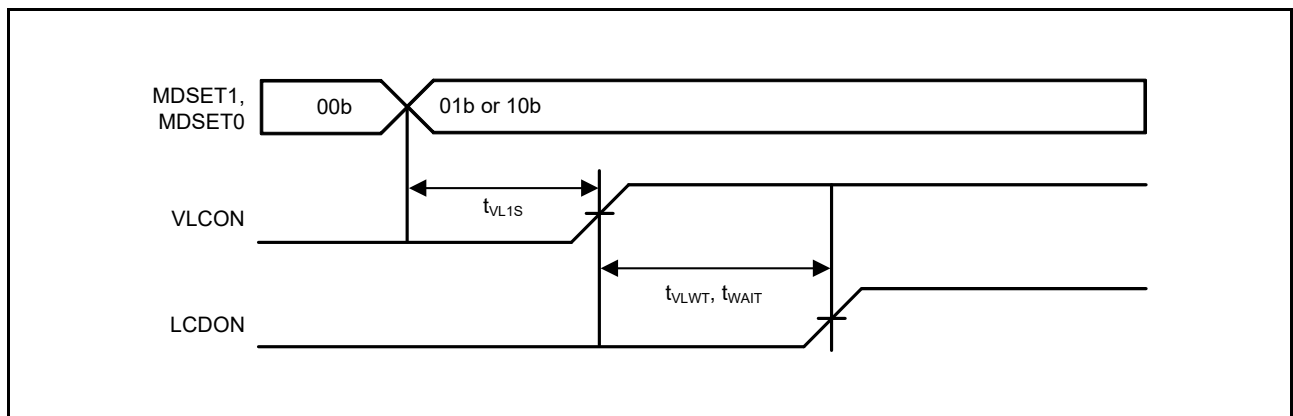 MDSET1,
MDSET0
00b
01b or 10b
tVL1S
VLCON
tVLWT, tWAIT
LCDON